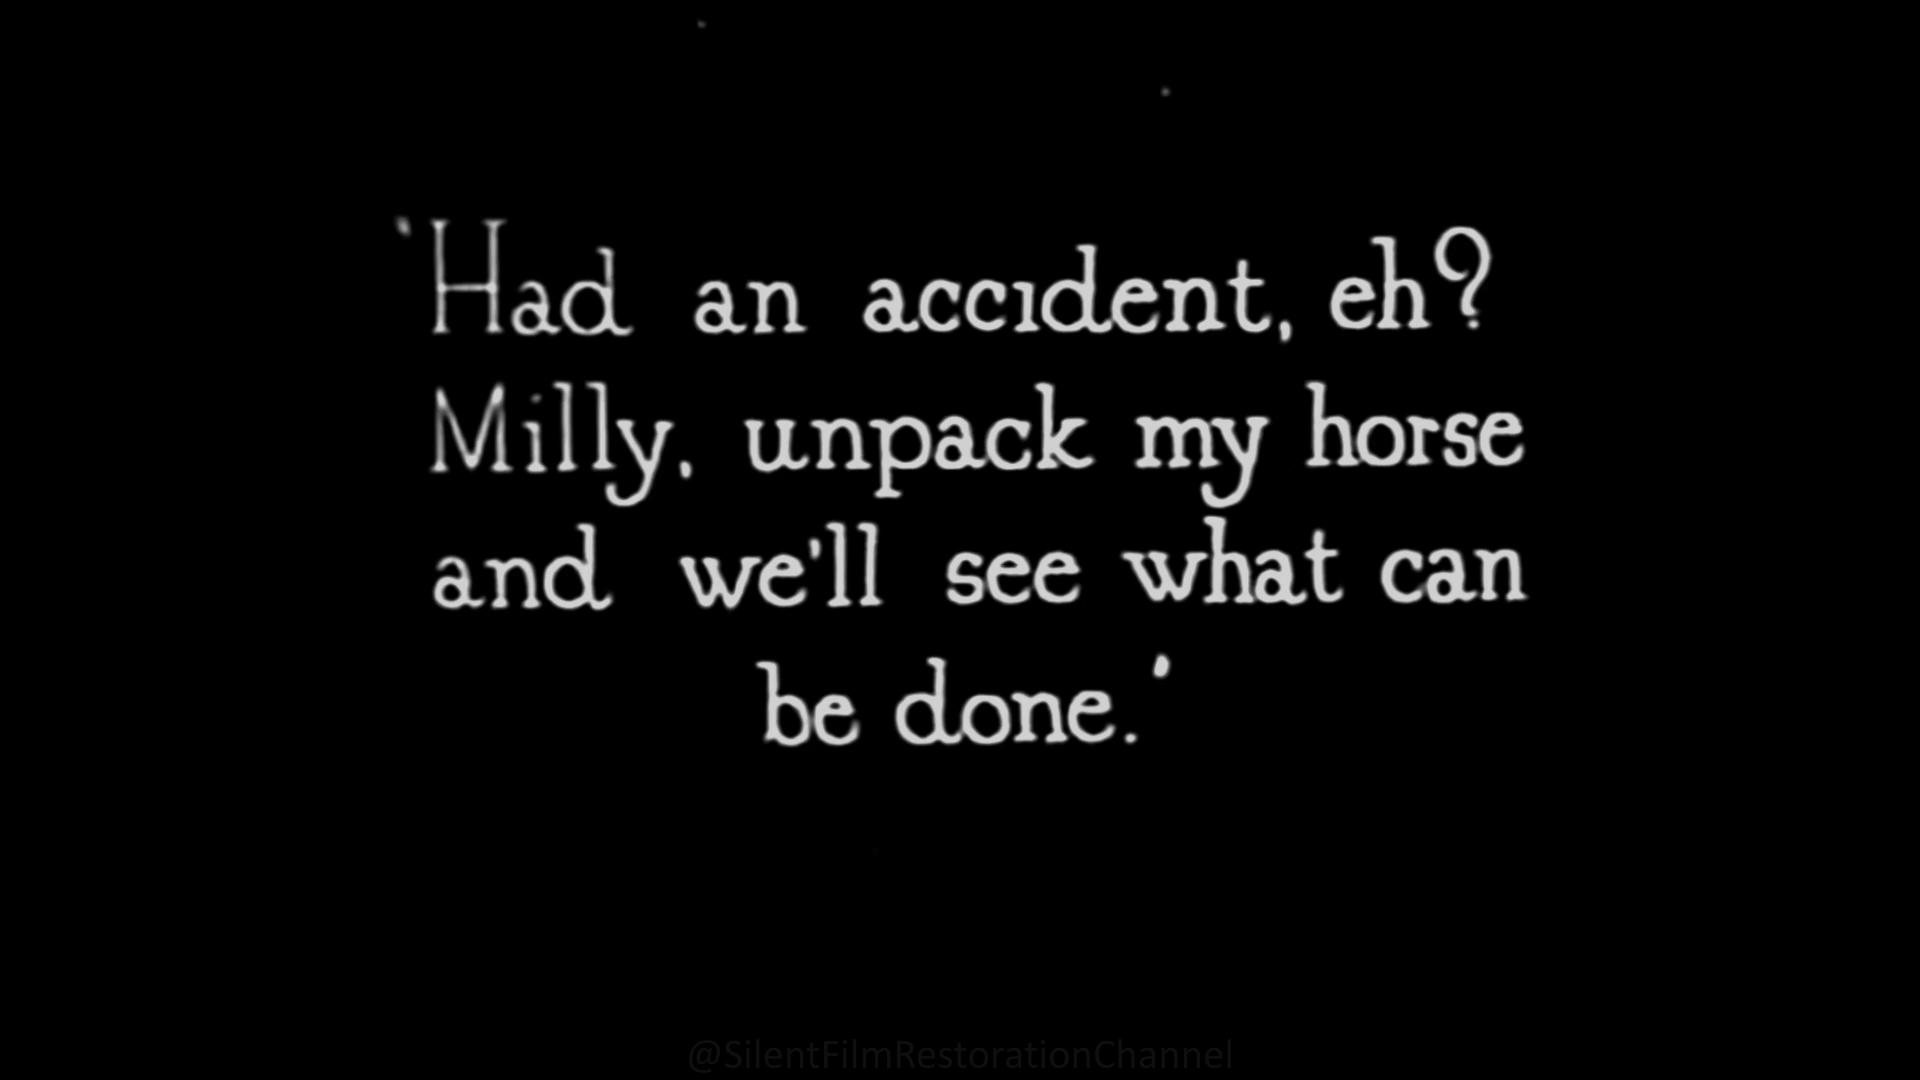 'Had an accident, eh?
Milly, unpack my horse
and we'll see what can
be done.'
@SilentFilmRestorationChannel